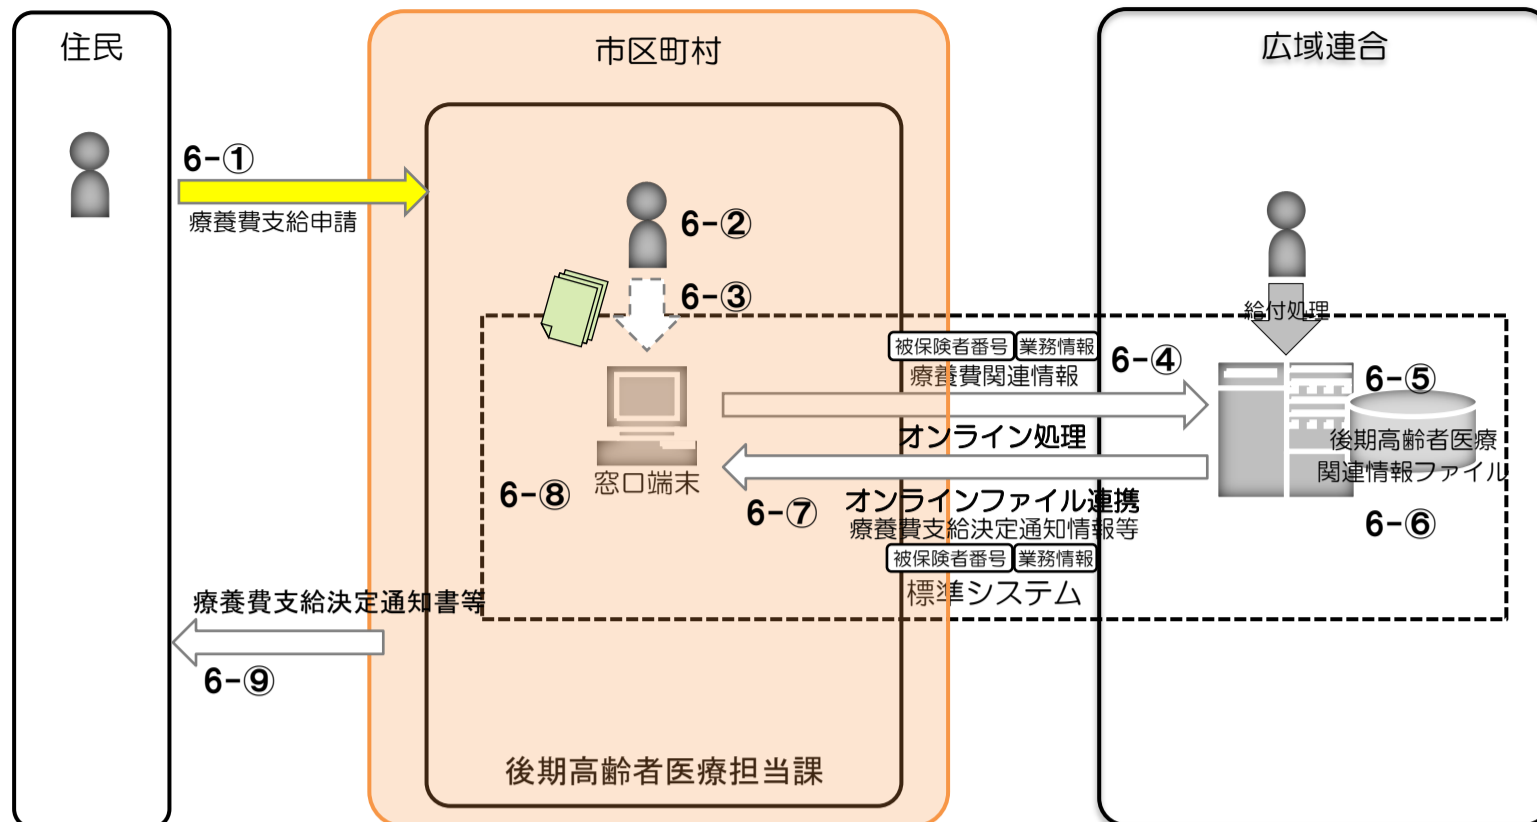 住民
市区町村
広域連合
6-①
療養費支給申請
6-②
6-③
給付処理
被保険者番号 業務情報
療養費関連情報
6-④
6-⑤
オンライン処理
後期高齢者医療
関連情報ファイル
窓口端末
6-⑧
6-⑦
オンラインファイル連携
療養費支給決定通知情報等
6-⑥
被保険者番号 業務情報
標準システム
療養費支給決定通知書等
6-⑨
後期高齢者医療担当課